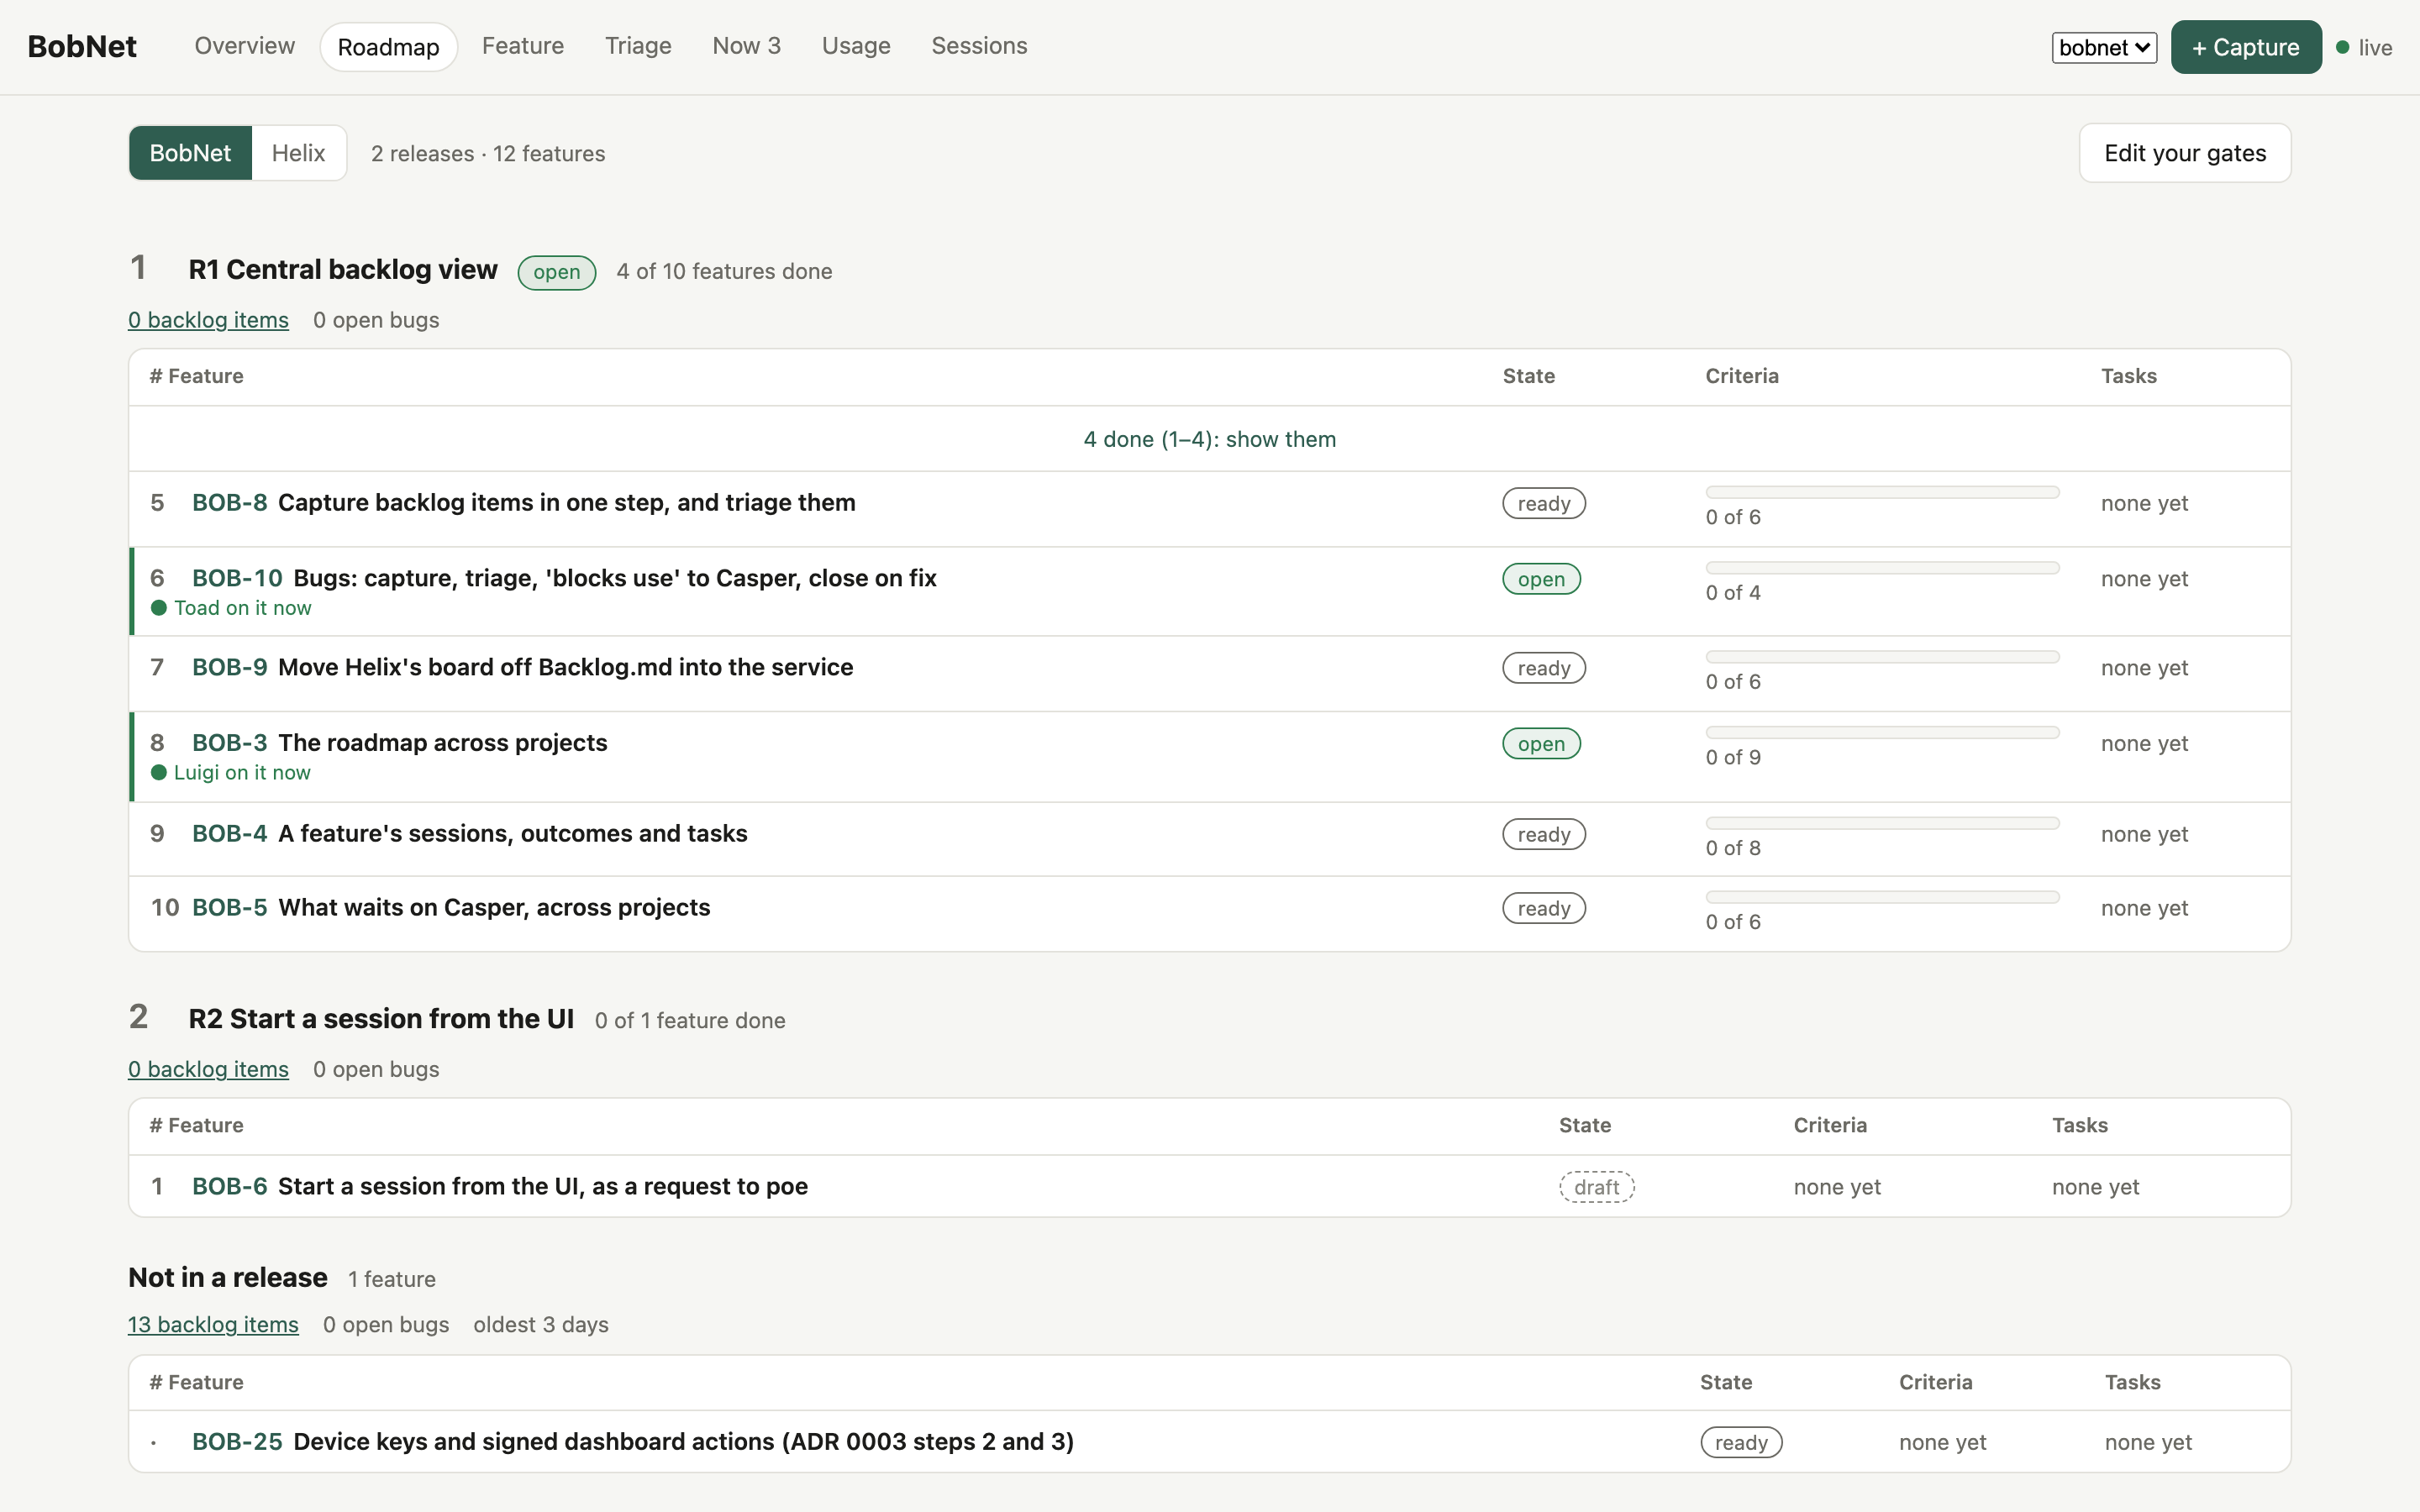 BobNet Overview Roadmap Feature Triage Now 3 Usage Sessions bobnet + Capture live
BobNet Helix 2 releases · 12 features Edit your gates
1 R1 Central backlog view open 4 of 10 features done
0 backlog items 0 open bugs
# Feature State Criteria Tasks
4 done (1–4): show them
5 BOB-8 Capture backlog items in one step, and triage them ready 0 of 6 none yet
6 BOB-10 Bugs: capture, triage, 'blocks use' to Casper, close on fix open 0 of 4 none yet
Toad on it now
7 BOB-9 Move Helix's board off Backlog.md into the service ready 0 of 6 none yet
8 BOB-3 The roadmap across projects open 0 of 9 none yet
Luigi on it now
9 BOB-4 A feature's sessions, outcomes and tasks ready 0 of 8 none yet
10 BOB-5 What waits on Casper, across projects ready 0 of 6 none yet
2 R2 Start a session from the UI 0 of 1 feature done
0 backlog items 0 open bugs
# Feature State Criteria Tasks
1 BOB-6 Start a session from the UI, as a request to poe draft none yet none yet
Not in a release 1 feature
13 backlog items 0 open bugs oldest 3 days
# Feature State Criteria Tasks
· BOB-25 Device keys and signed dashboard actions (ADR 0003 steps 2 and 3) ready none yet none yet